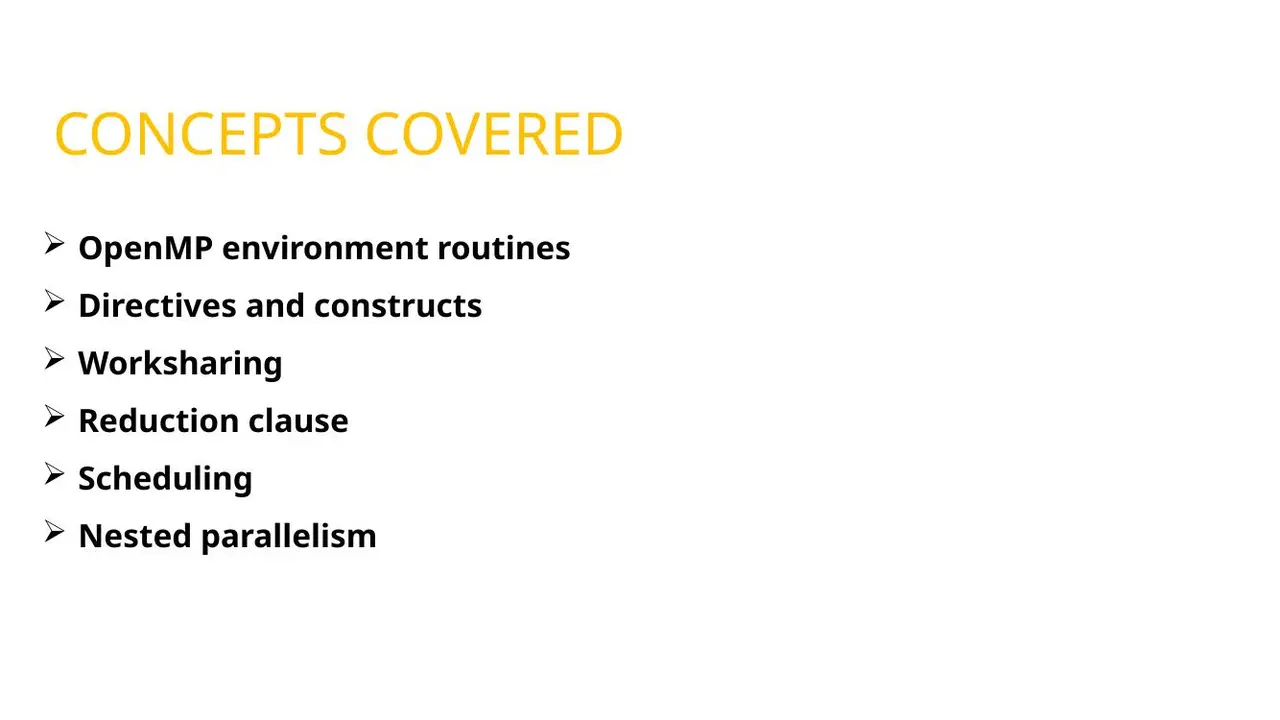 CONCEPTS COVERED
➢ OpenMP environment routines
➢ Directives and constructs
➢ Worksharing
➢ Reduction clause
➢ Scheduling
➢ Nested parallelism